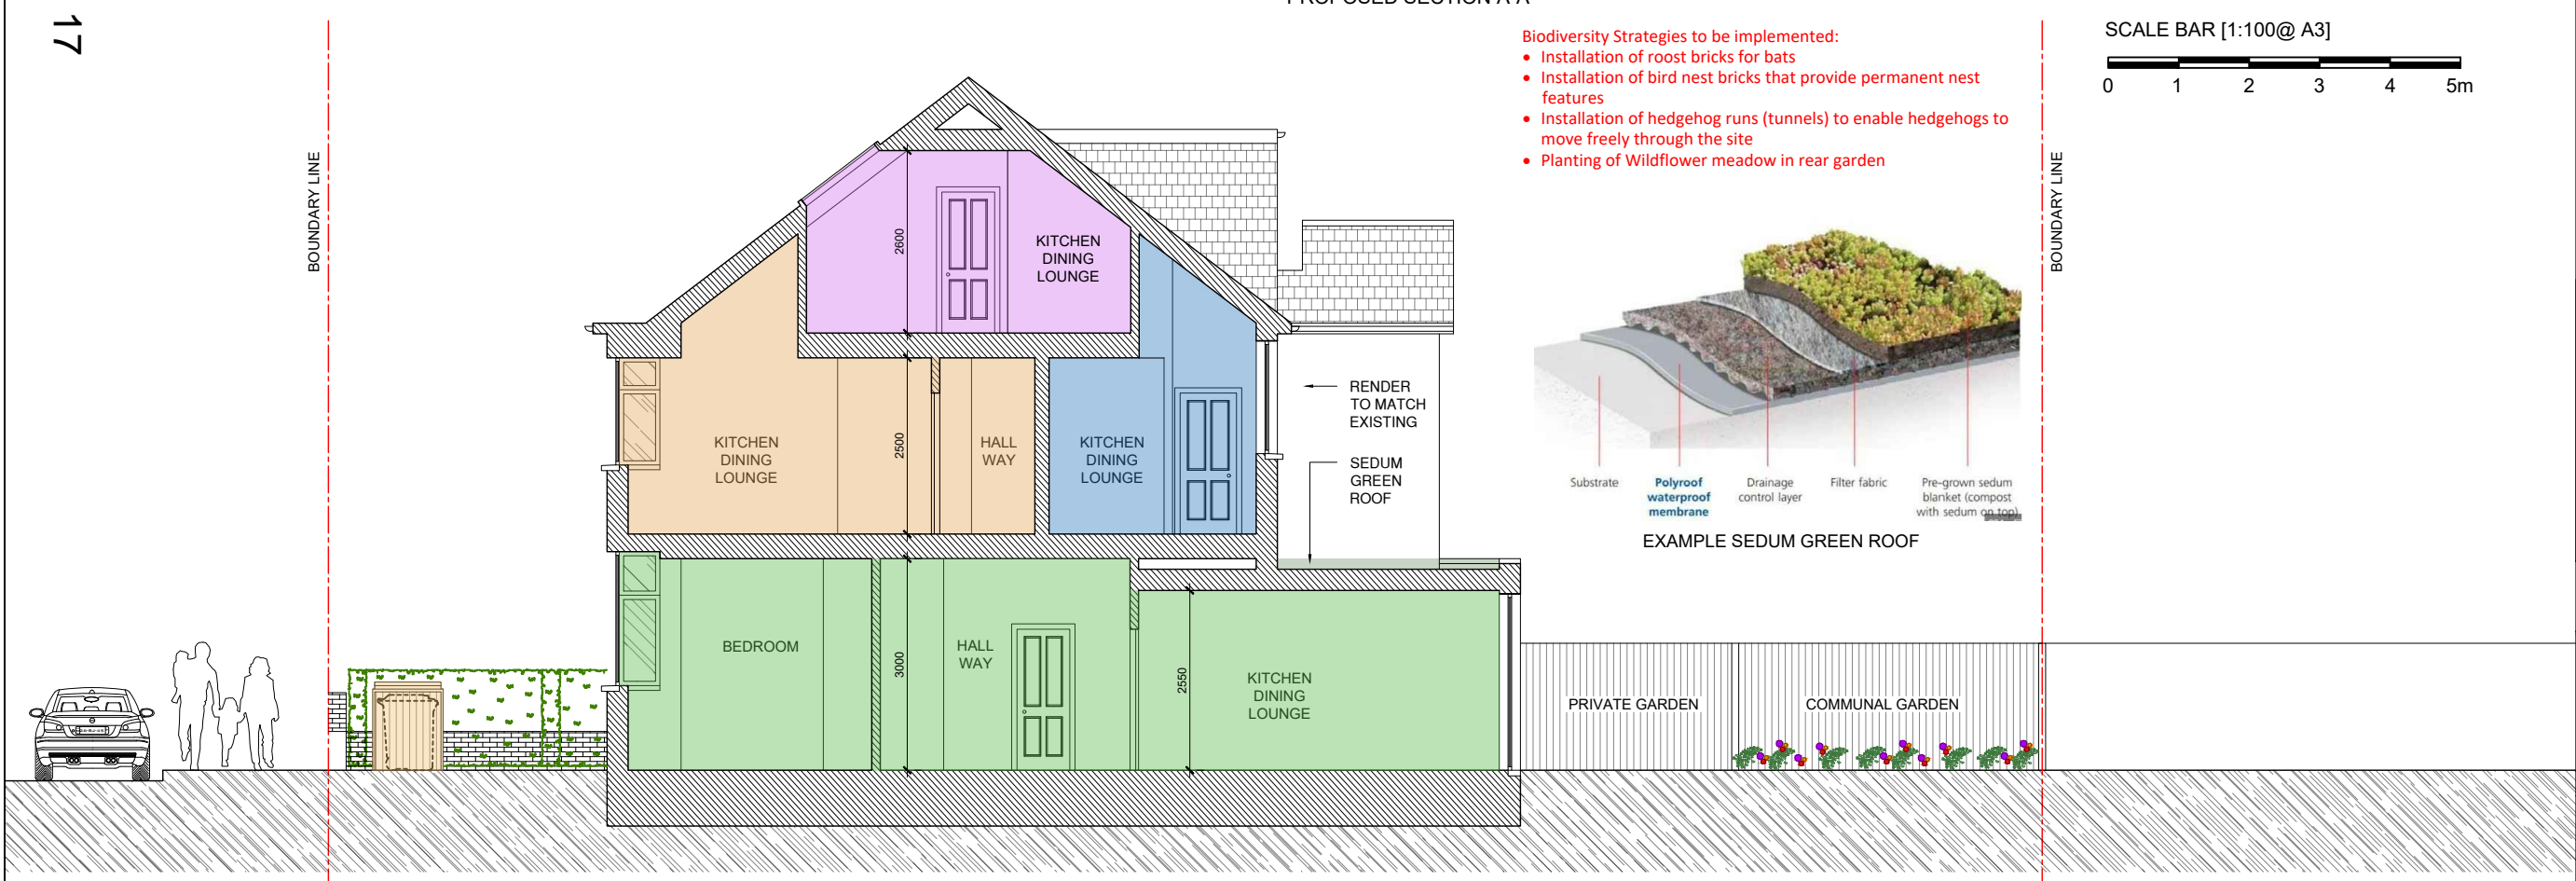 PROPOSED SECTION A-A
17
Biodiversity Strategies to be implemented:
• Installation of roost bricks for bats
• Installation of bird nest bricks that provide permanent nest
features
• Installation of hedgehog runs (tunnels) to enable hedgehogs to
move freely through the site
• Planting of Wildflower meadow in rear garden
SCALE BAR [1:100@ A3]
0 1 2 3 4 5m
BOUNDARY LINE
BOUNDARY LINE
2600
KITCHEN
DINING
LOUNGE
KITCHEN
DINING
LOUNGE
2500
HALL
WAY
KITCHEN
DINING
LOUNGE
RENDER
TO MATCH
EXISTING
SEDUM
GREEN
ROOF
Substrate
Polyroof
waterproof
membrane
Drainage
control layer
Filter fabric
Pre-grown sedum
blanket (compost
with sedum on top)
EXAMPLE SEDUM GREEN ROOF
BEDROOM
3000
HALL
WAY
2550
KITCHEN
DINING
LOUNGE
PRIVATE GARDEN
COMMUNAL GARDEN